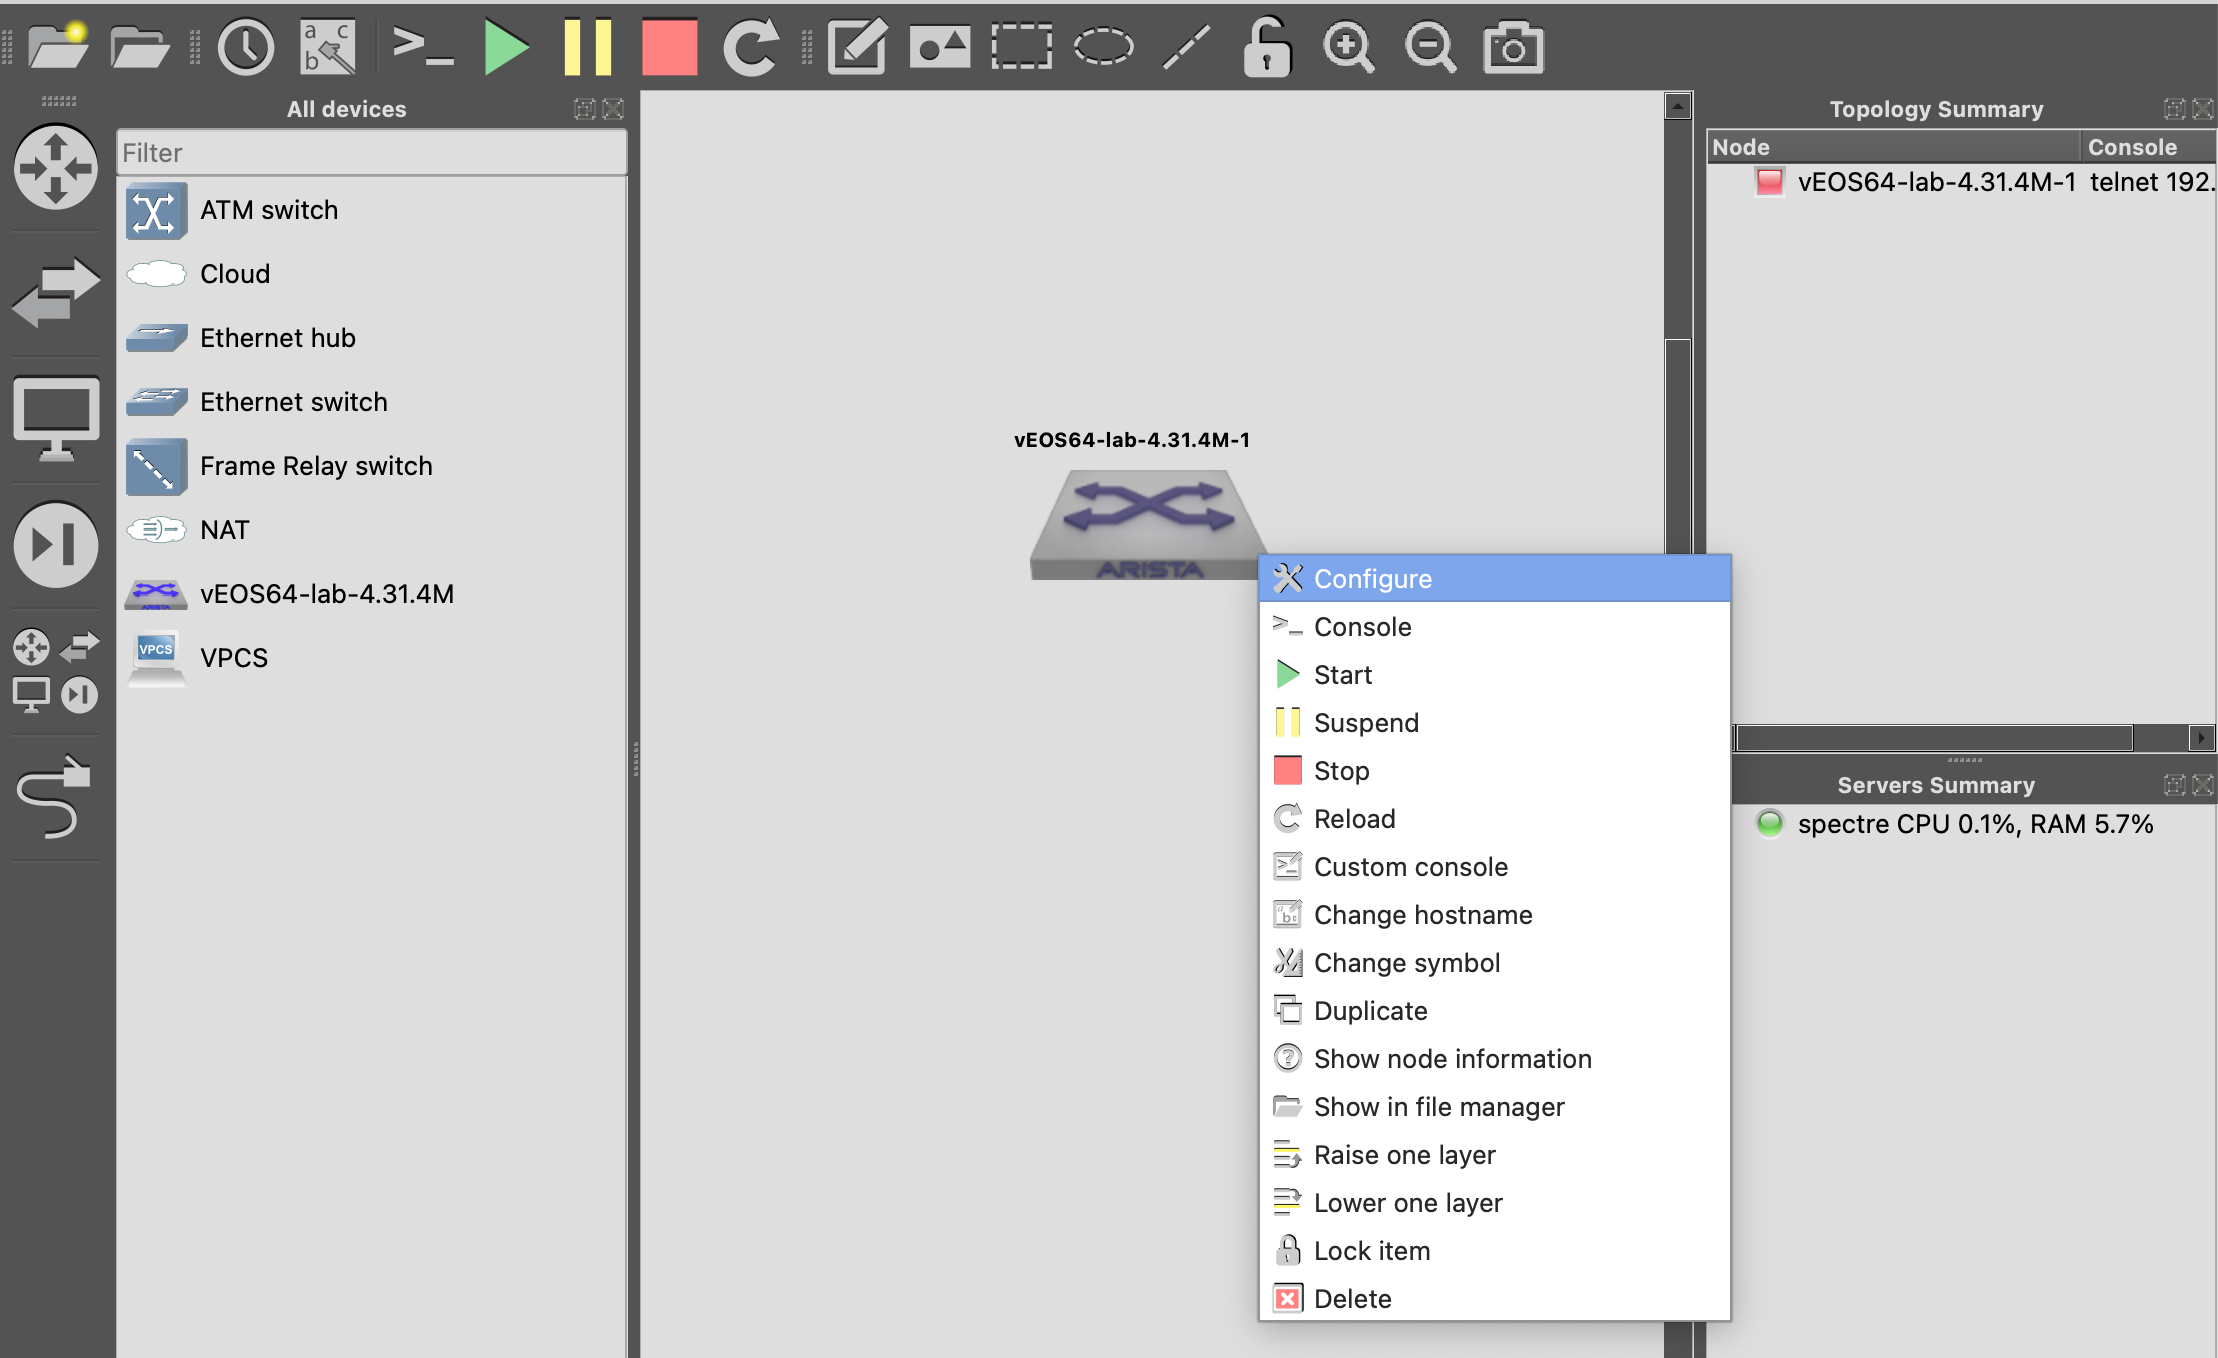 a c
b
All devices
Filter
ATM switch
Cloud
Ethernet hub
Ethernet switch
Frame Relay switch
NAT
vEOS64-lab-4.31.4M
VPCS
VPCS
vEOS64-lab-4.31.4M-1
ARISTA
Configure
Console
Start
Suspend
Stop
Reload
Custom console
Change hostname
Change symbol
Duplicate
Show node information
Show in file manager
Raise one layer
Lower one layer
Lock item
Delete
Topology Summary
Node Console
vEOS64-lab-4.31.4M-1 telnet 192.
Servers Summary
spectre CPU 0.1%, RAM 5.7%